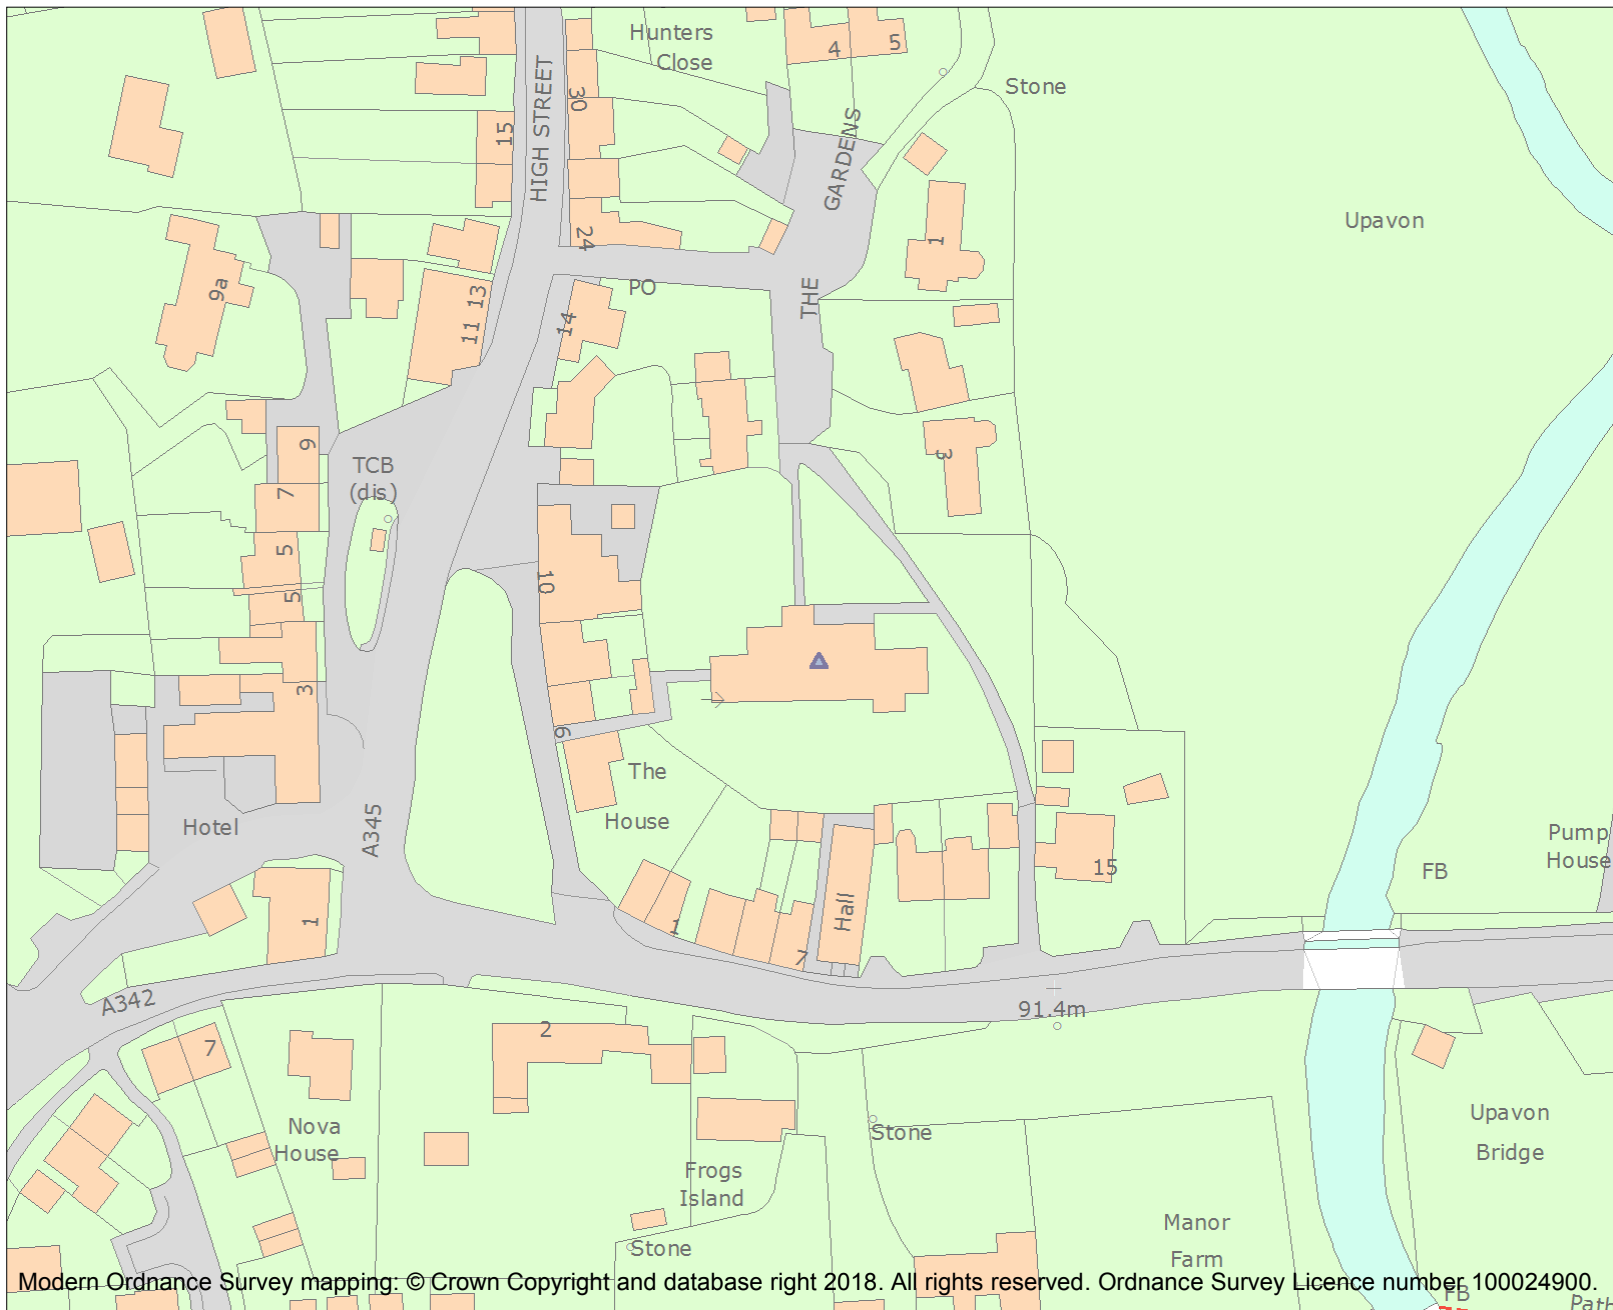 Hunters
Close
4
5
Stone
30
15
HIGH STREET
GARDENS
Upavon
24
1
9a
PO
THE
13
11
14
9
TCB
(dis)
3
7
5
10
5
3
6
The
House
Hotel
A345
Pump
House
FB
15
1
Hall
1
7
A342
91.4m
2
7
Nova
House
Stone
Upavon
Bridge
Frogs
Island
Manor
Farm
Stone
Modern Ordnance Survey mapping: © Crown Copyright and database right 2018. All rights reserved. Ordnance Survey Licence number 100024900.
FB
Path